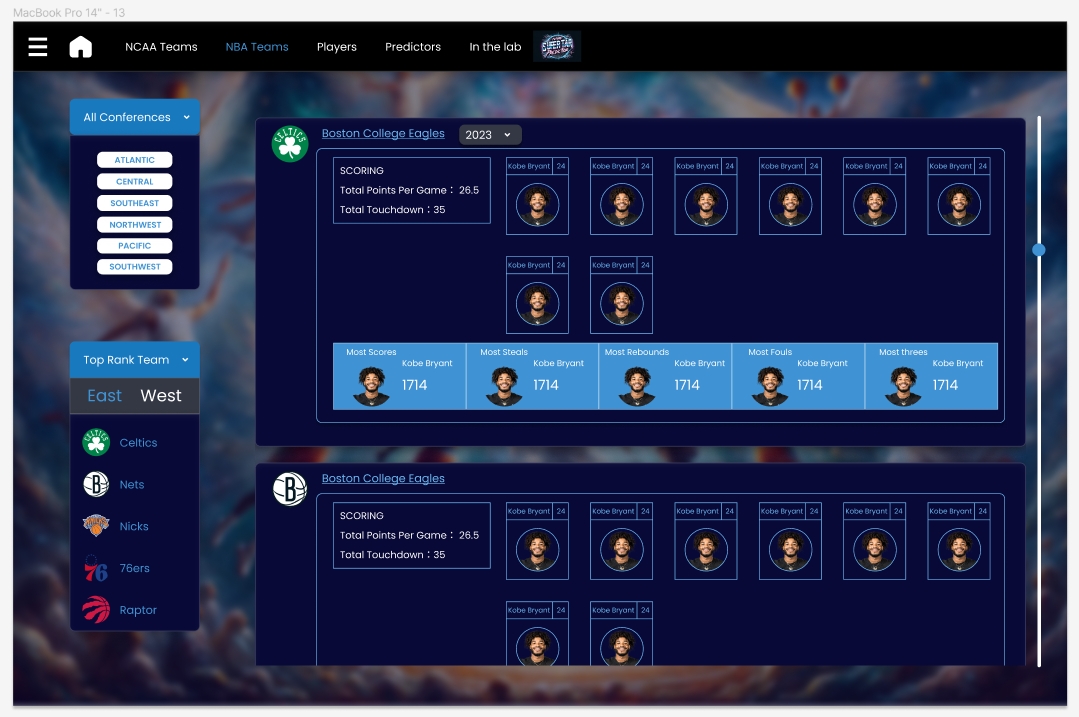 MacBook Pro 14" - 13
NCAA Teams NBA Teams Players Predictors In the lab
All Conferences
ATLANTIC
CENTRAL
SOUTHEAST
NORTHWEST
PACIFIC
SOUTHWEST
Top Rank Team
East West
Celtics
Nets
Nicks
76 76ers
Raptor
CELTICS Boston College Eagles 2023
SCORING
Total Points Per Game : 26.5
Total Touchdown : 35
Kobe Bryant 24 Kobe Bryant 24 Kobe Bryant 24 Kobe Bryant 24 Kobe Bryant 24 Kobe Bryant 24
Kobe Bryant 24 Kobe Bryant 24
Most Scores Most Steals Most Rebounds Most Fouls Most threes
Kobe Bryant Kobe Bryant Kobe Bryant Kobe Bryant Kobe Bryant
1714 1714 1714 1714 1714
B Boston College Eagles
SCORING
Total Points Per Game : 26.5
Total Touchdown : 35
Kobe Bryant 24 Kobe Bryant 24 Kobe Bryant 24 Kobe Bryant 24 Kobe Bryant 24 Kobe Bryant 24
Kobe Bryant 24 Kobe Bryant 24